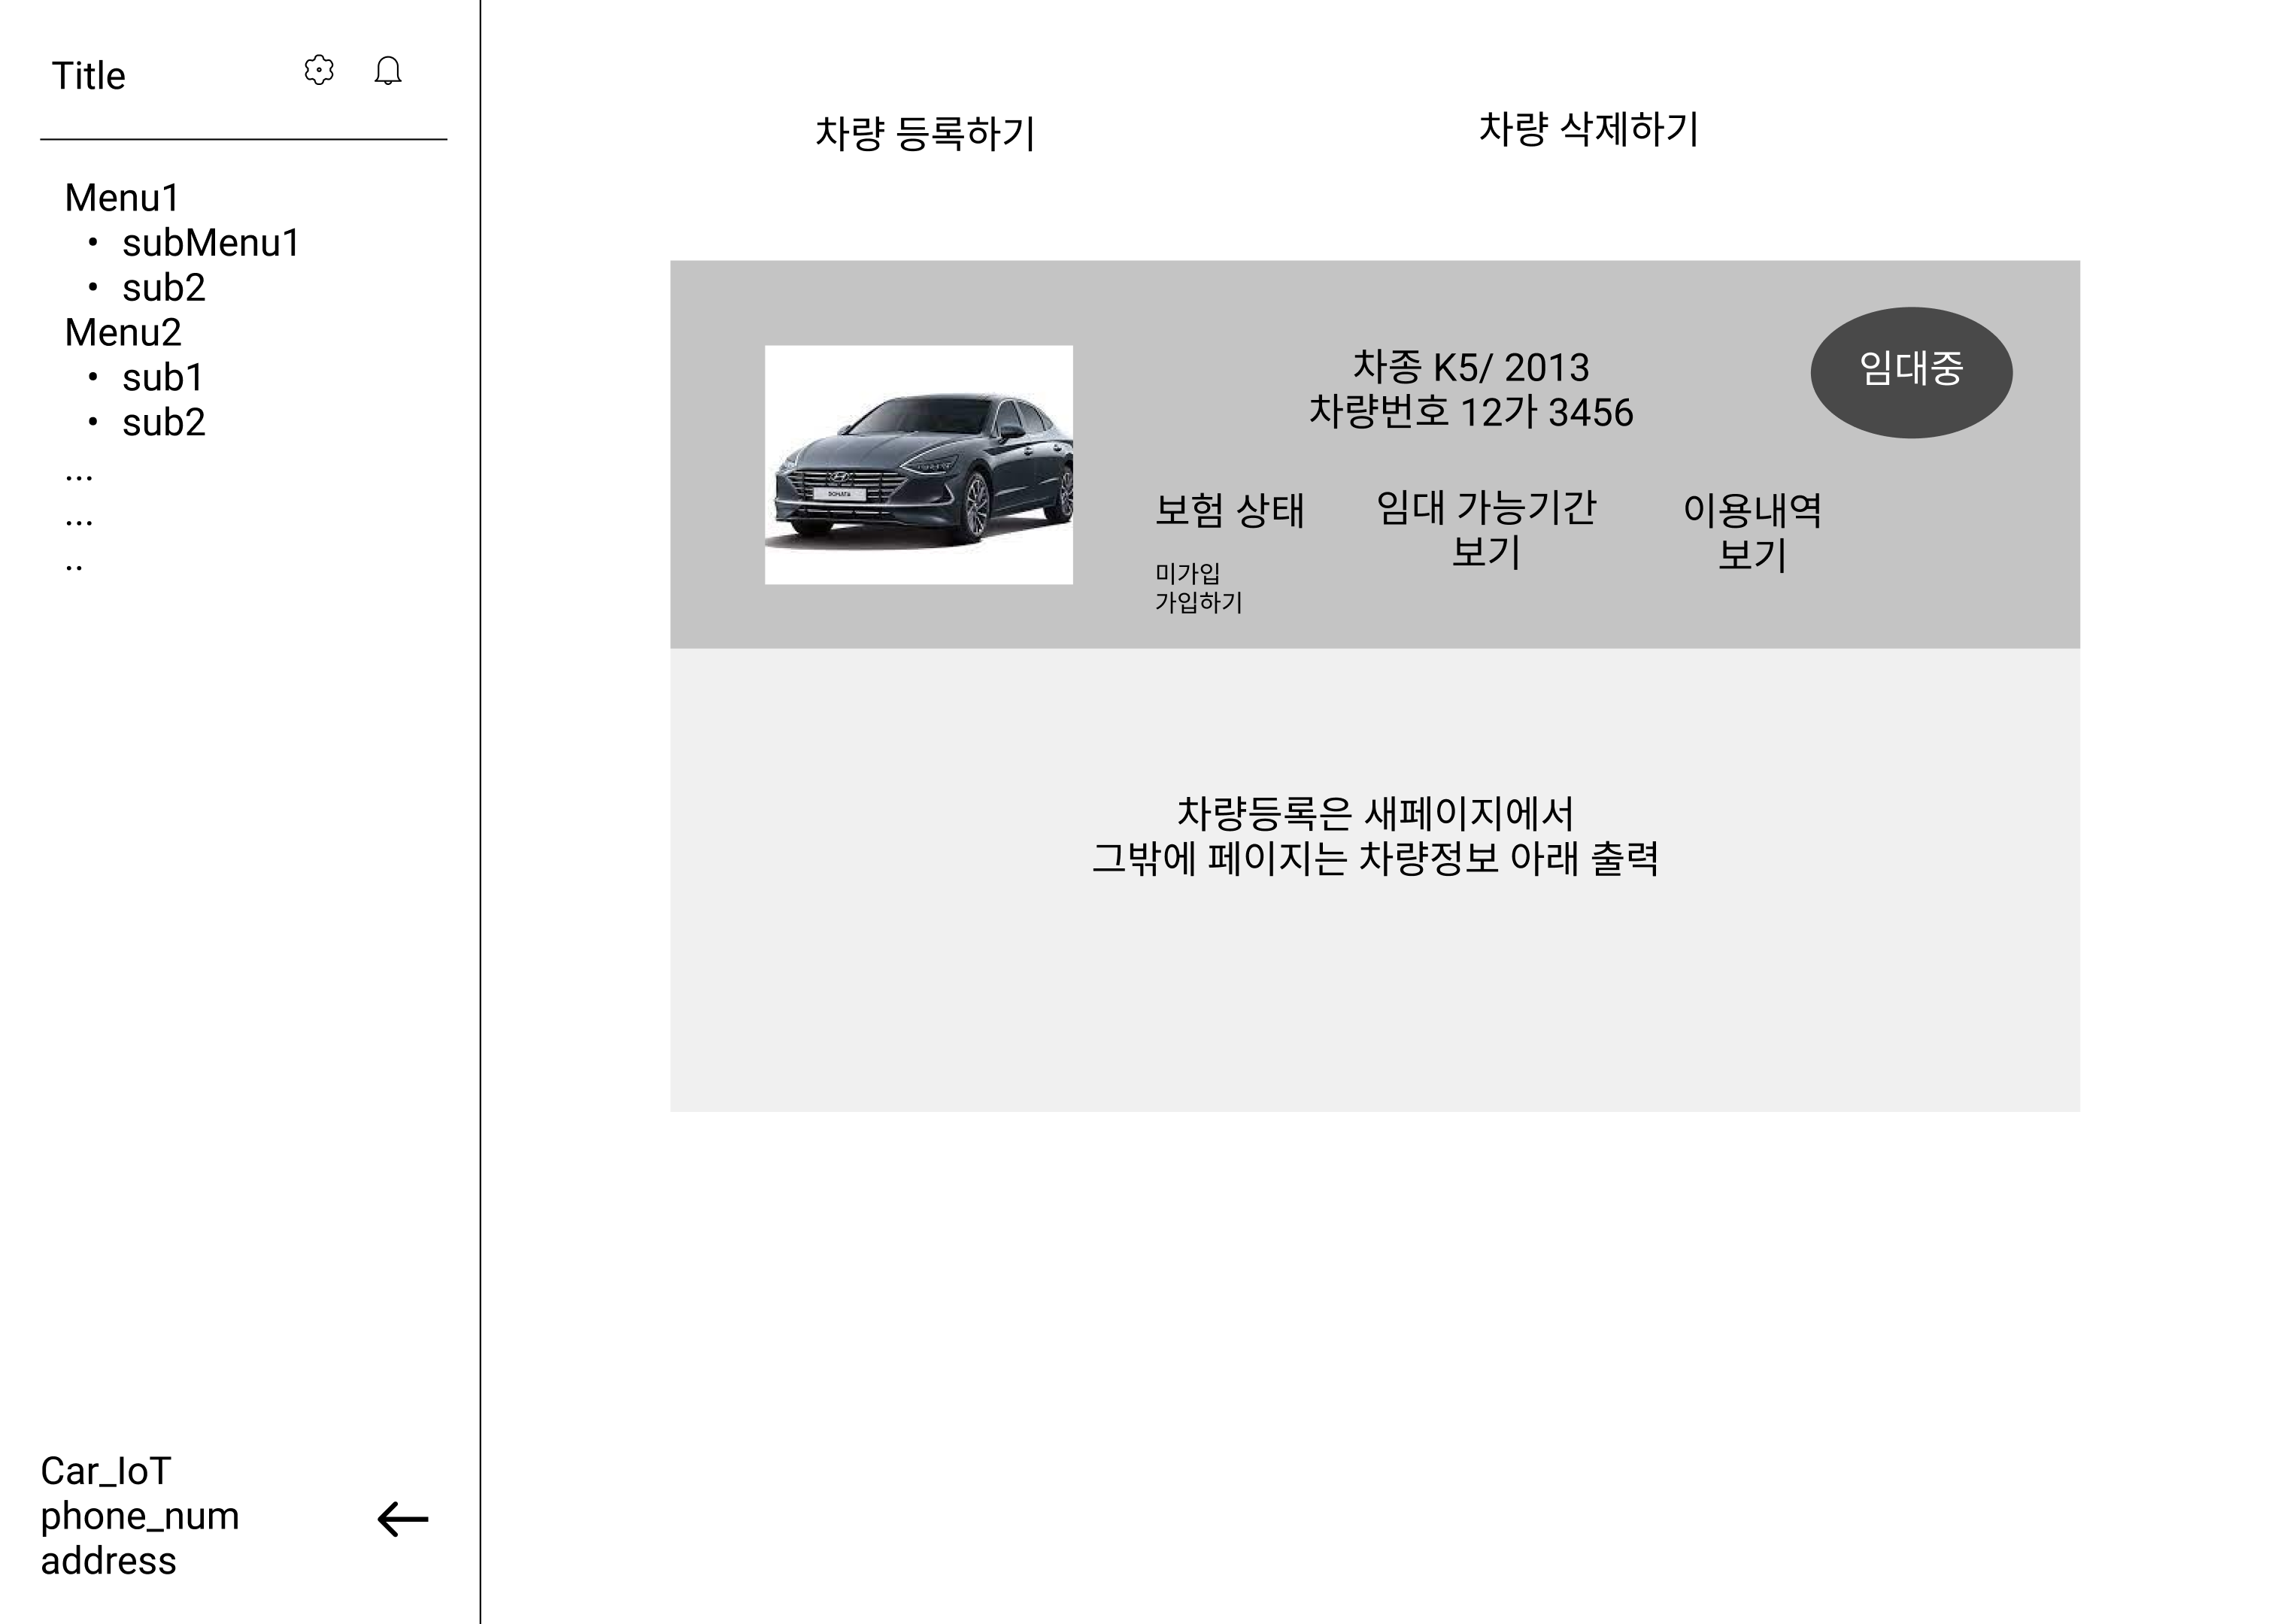 Title
Menu1
• subMenu1
• sub2
Menu2
• sub1
• sub2
...
...
..
Car_IoT
phone_num
address
차량 등록하기
차량 삭제하기
차종 K5/ 2013
차량번호 12가 3456
임대중
SONATA
보험 상태
미가입
가입하기
임대 가능기간
보기
이용내역
보기
차량등록은 새페이지에서
그밖에 페이지는 차량정보 아래 출력